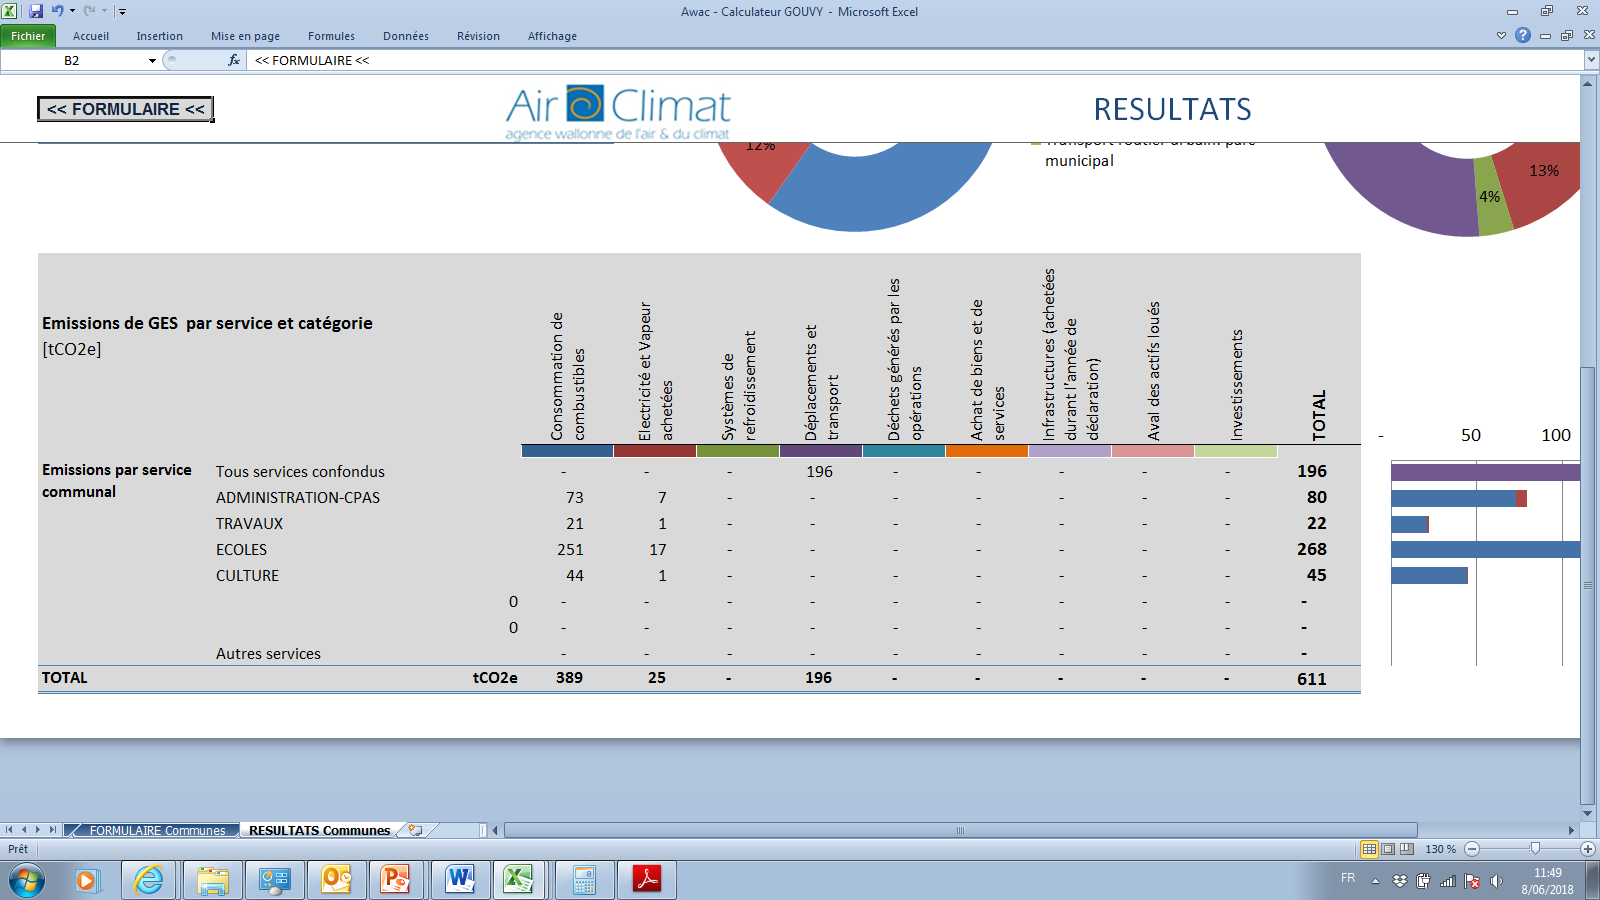 Awac - Calculateur GOUVY - Microsoft Excel
Fichier Accueil Insertion Mise en page Formules Données Révision Affichage
B2 fx << FORMULAIRE <<
<< FORMULAIRE <<
Air Climat
agence wallonne de l'air & du climat
RESULTATS
12%
Transport routier urbain: parc
municipal
13%
4%
Emissions de GES par service et catégorie
[tCO2e]
Consommation de
combustibles
Electricité et Vapeur
achetées
Systèmes de
refroidissement
Déplacements et
transport
Déchets générés par les
opérations
Achat de biens et de
services
Infrastructures (achetées
durant l'année de
déclaration)
Aval des actifs loués
Investissements
TOTAL
- 50 100
Emissions par service
communal
Tous services confondus - - - 196 - - - - - 196
ADMINISTRATION-CPAS 73 7 - - - - - - - 80
TRAVAUX 21 1 - - - - - - - 22
ECOLES 251 17 - - - - - - - 268
CULTURE 44 1 - - - - - - - 45
0 - - - - - - - - - -
0 - - - - - - - - - -
Autres services - - - - - - - - - -
TOTAL tCO2e 389 25 - 196 - - - - - 611
FORMULAIRE Communes RESULTATS Communes
Prêt 130 %
FR 11:49
8/06/2018